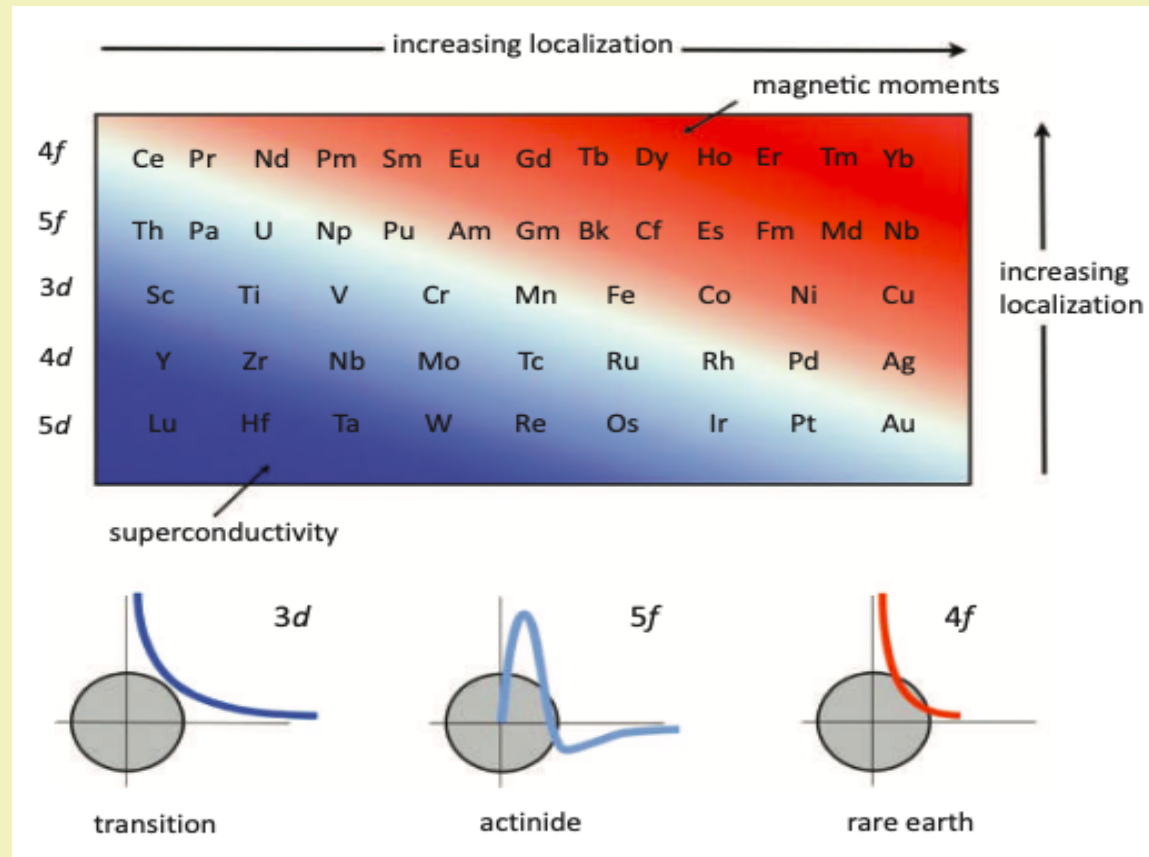 increasing localization
magnetic moments
4f Ce Pr Nd Pm Sm Eu Gd Tb Dy Ho Er Tm Yb
5f Th Pa U Np Pu Am Gm Bk Cf Es Fm Md Nb
3d Sc Ti V Cr Mn Fe Co Ni Cu
increasing
localization
4d Y Zr Nb Mo Tc Ru Rh Pd Ag
5d Lu Hf Ta W Re Os Ir Pt Au
superconductivity
3d 5f 4f
transition actinide rare earth